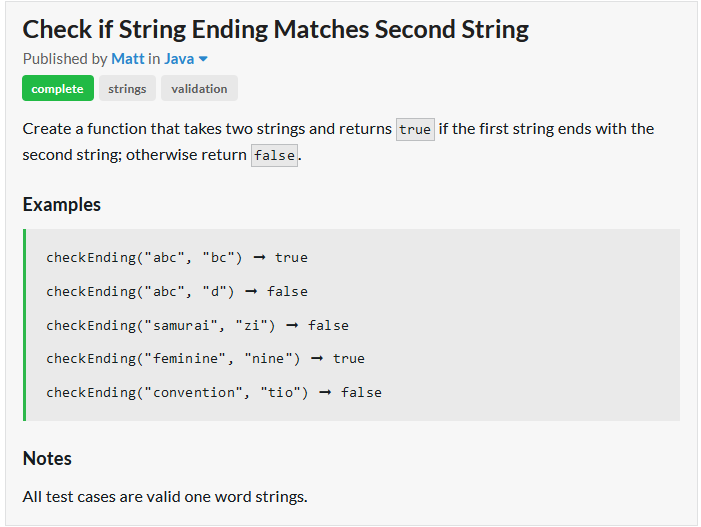 Check if String Ending Matches Second String
Published by Matt in Java
complete strings validation
Create a function that takes two strings and returns true if the first string ends with the
second string; otherwise return false.
Examples
checkEnding("abc", "bc") ➞ true
checkEnding("abc", "d") ➞ false
checkEnding("samurai", "zi") ➞ false
checkEnding("feminine", "nine") ➞ true
checkEnding("convention", "tio") ➞ false
Notes
All test cases are valid one word strings.